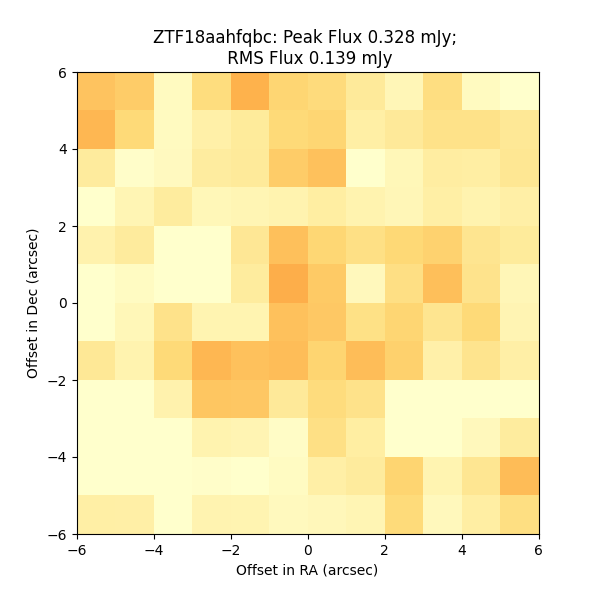 ZTF18aahfqbc: Peak Flux 0.328 mJy;
RMS Flux 0.139 mJy
6
4
2
0
−2
−4
−6
Offset in Dec (arcsec)
−6 −4 −2 0 2 4 6
Offset in RA (arcsec)